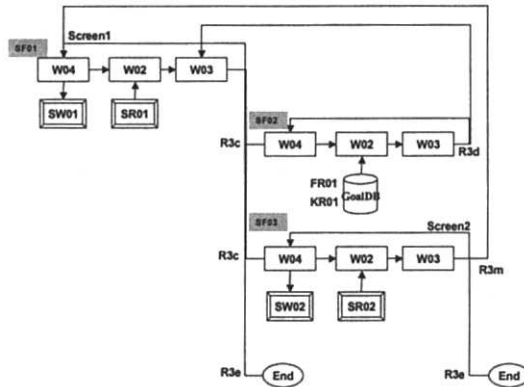 Screen1
SF01
W04 W02 W03
SW01 SR01
SF02
R3c W04 W02 W03 R3d
FR01
KR01 GoalDB
SF03
Screen2
R3c W04 W02 W03 R3m
SW02 SR02
R3e End R3e End